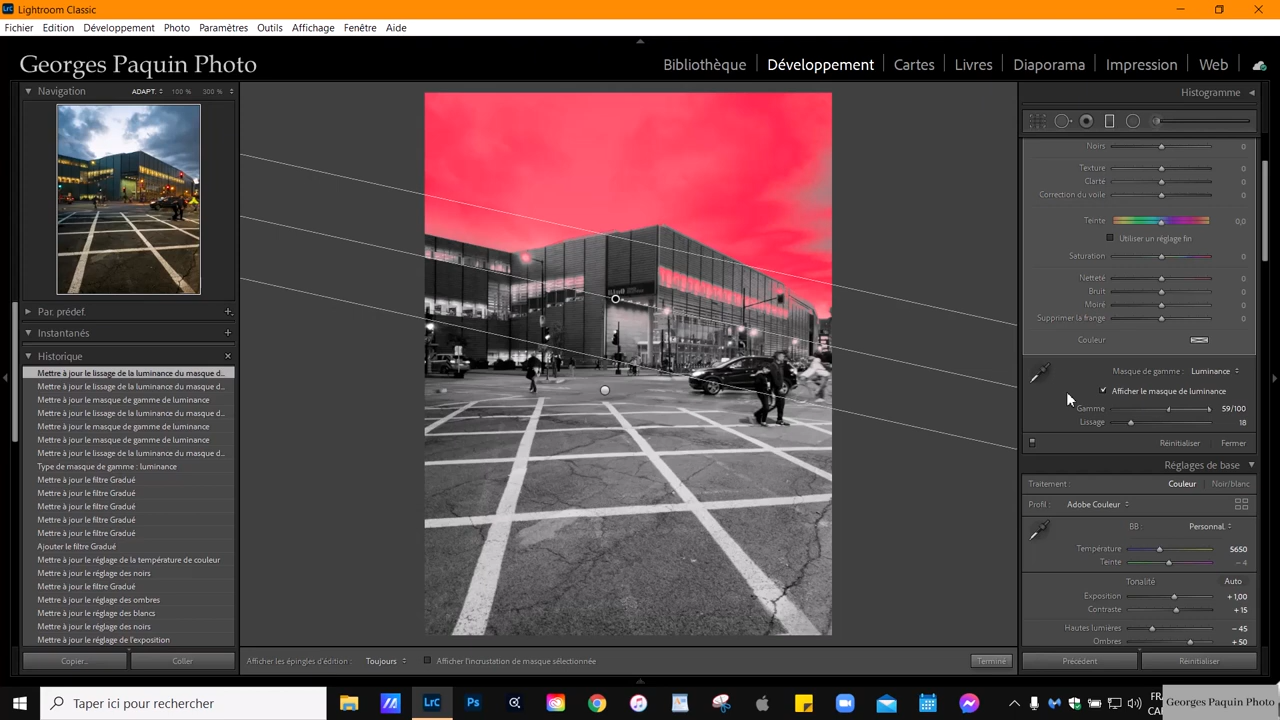 Lightroom Classic
Fichier Edition Développement Photo Paramètres Outils Affichage Fenêtre Aide
Georges Paquin Photo
Bibliothèque Développement Cartes Livres Diaporama Impression Web
Navigation ADAPT. 100 % 300 %
Par. prédef.
Instantanés
Historique
Mettre à jour le lissage de la luminance du masque d...
Mettre à jour le lissage de la luminance du masque d...
Mettre à jour le masque de gamme de luminance
Mettre à jour le lissage de la luminance du masque d...
Mettre à jour le masque de gamme de luminance
Mettre à jour le masque de gamme de luminance
Mettre à jour le lissage de la luminance du masque d...
Type de masque de gamme : luminance
Mettre à jour le filtre Gradué
Mettre à jour le filtre Gradué
Mettre à jour le filtre Gradué
Mettre à jour le filtre Gradué
Mettre à jour le filtre Gradué
Ajouter le filtre Gradué
Mettre à jour le réglage de la température de couleur
Mettre à jour le réglage des noirs
Mettre à jour le filtre Gradué
Mettre à jour le réglage des ombres
Mettre à jour le réglage des blancs
Mettre à jour le réglage des noirs
Mettre à jour le réglage de l'exposition
Copier... Coller
Afficher les épingles d'édition : Toujours Afficher l'incrustation de masque sélectionnée Terminé
Histogramme
Noirs 0
Texture 0
Clarté 0
Correction du voile 0
Teinte 0,0
Utiliser un réglage fin
Saturation 0
Netteté 0
Bruit 0
Moiré 0
Supprimer la frange 0
Couleur
Masque de gamme : Luminance
Afficher le masque de luminance
Gamme 59/100
Lissage 18
Réinitialiser Fermer
Réglages de base
Traitement : Couleur Noir/blanc
Profil : Adobe Couleur
BB : Personnal.
Température 5650
Teinte – 4
Tonalité Auto
Exposition +1,00
Contraste +15
Hautes lumières – 45
Ombres +50
Précédent Réinitialiser
Taper ici pour rechercher
LrC Ps
Georges Paquin Photo